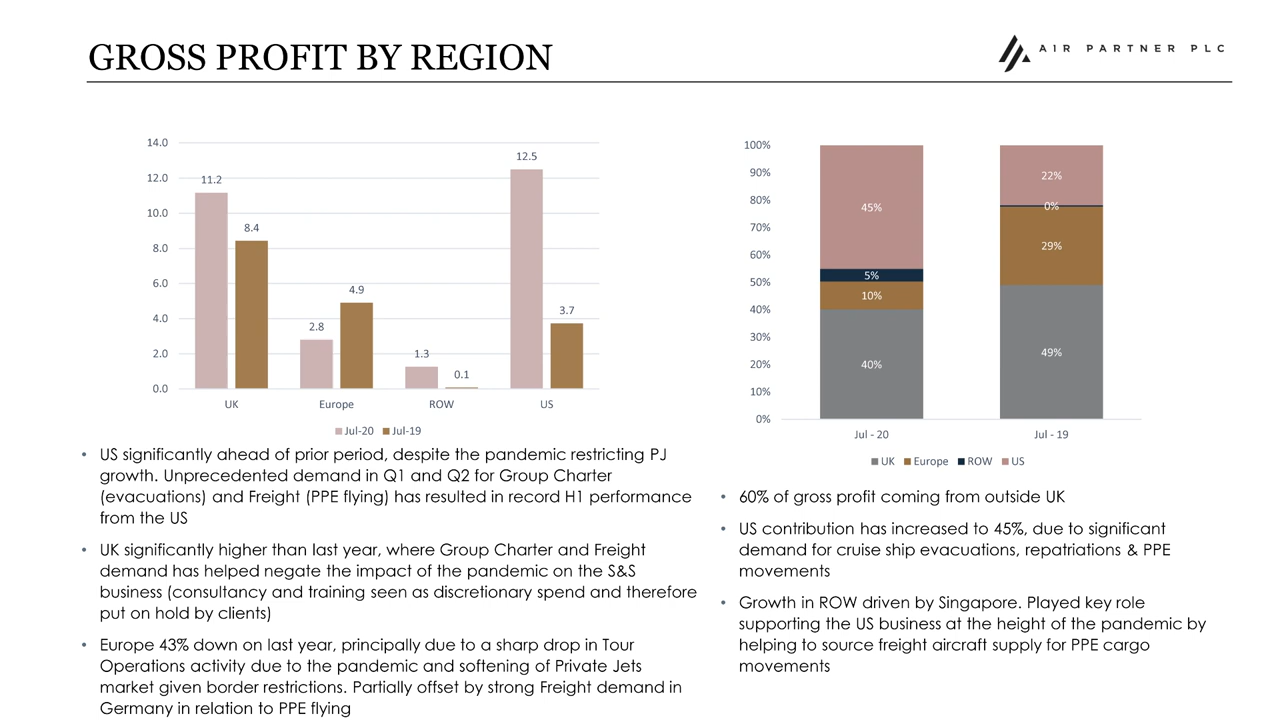 GROSS PROFIT BY REGION
AIR PARTNER PLC
14.0
12.0
10.0
8.0
6.0
4.0
2.0
0.0
11.2
8.4
2.8
4.9
1.3
0.1
12.5
3.7
UK Europe ROW US
Jul-20 Jul-19
• US significantly ahead of prior period, despite the pandemic restricting PJ
growth. Unprecedented demand in Q1 and Q2 for Group Charter
(evacuations) and Freight (PPE flying) has resulted in record H1 performance
from the US
• UK significantly higher than last year, where Group Charter and Freight
demand has helped negate the impact of the pandemic on the S&S
business (consultancy and training seen as discretionary spend and therefore
put on hold by clients)
• Europe 43% down on last year, principally due to a sharp drop in Tour
Operations activity due to the pandemic and softening of Private Jets
market given border restrictions. Partially offset by strong Freight demand in
Germany in relation to PPE flying
100%
90%
80%
70%
60%
50%
40%
30%
20%
10%
0%
45%
5%
10%
40%
22%
0%
29%
49%
Jul - 20 Jul - 19
UK Europe ROW US
• 60% of gross profit coming from outside UK
• US contribution has increased to 45%, due to significant
demand for cruise ship evacuations, repatriations & PPE
movements
• Growth in ROW driven by Singapore. Played key role
supporting the US business at the height of the pandemic by
helping to source freight aircraft supply for PPE cargo
movements